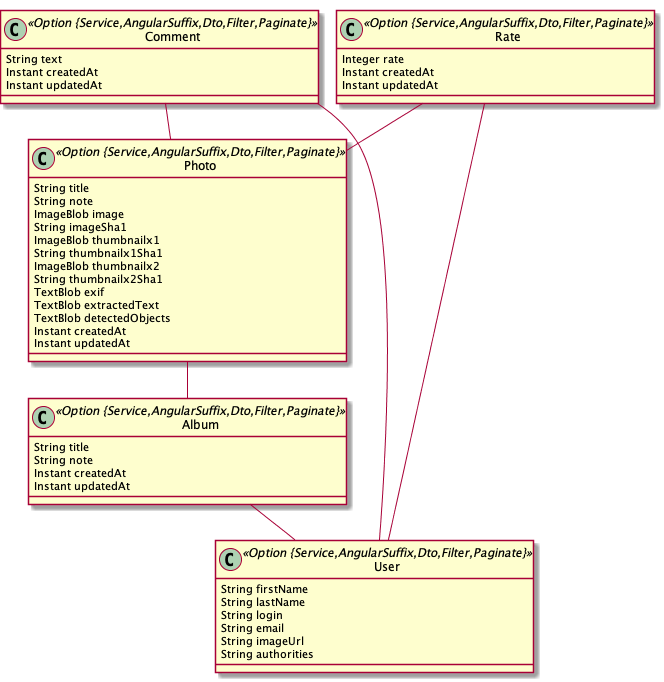 C «Option {Service,AngularSuffix,Dto,Filter,Paginate}»
Comment
String text
Instant createdAt
Instant updatedAt
C «Option {Service,AngularSuffix,Dto,Filter,Paginate}»
Rate
Integer rate
Instant createdAt
Instant updatedAt
C «Option {Service,AngularSuffix,Dto,Filter,Paginate}»
Photo
String title
String note
ImageBlob image
String imageSha1
ImageBlob thumbnailx1
String thumbnailx1Sha1
ImageBlob thumbnailx2
String thumbnailx2Sha1
TextBlob exif
TextBlob extractedText
TextBlob detectedObjects
Instant createdAt
Instant updatedAt
C «Option {Service,AngularSuffix,Dto,Filter,Paginate}»
Album
String title
String note
Instant createdAt
Instant updatedAt
C «Option {Service,AngularSuffix,Dto,Filter,Paginate}»
User
String firstName
String lastName
String login
String email
String imageUrl
String authorities